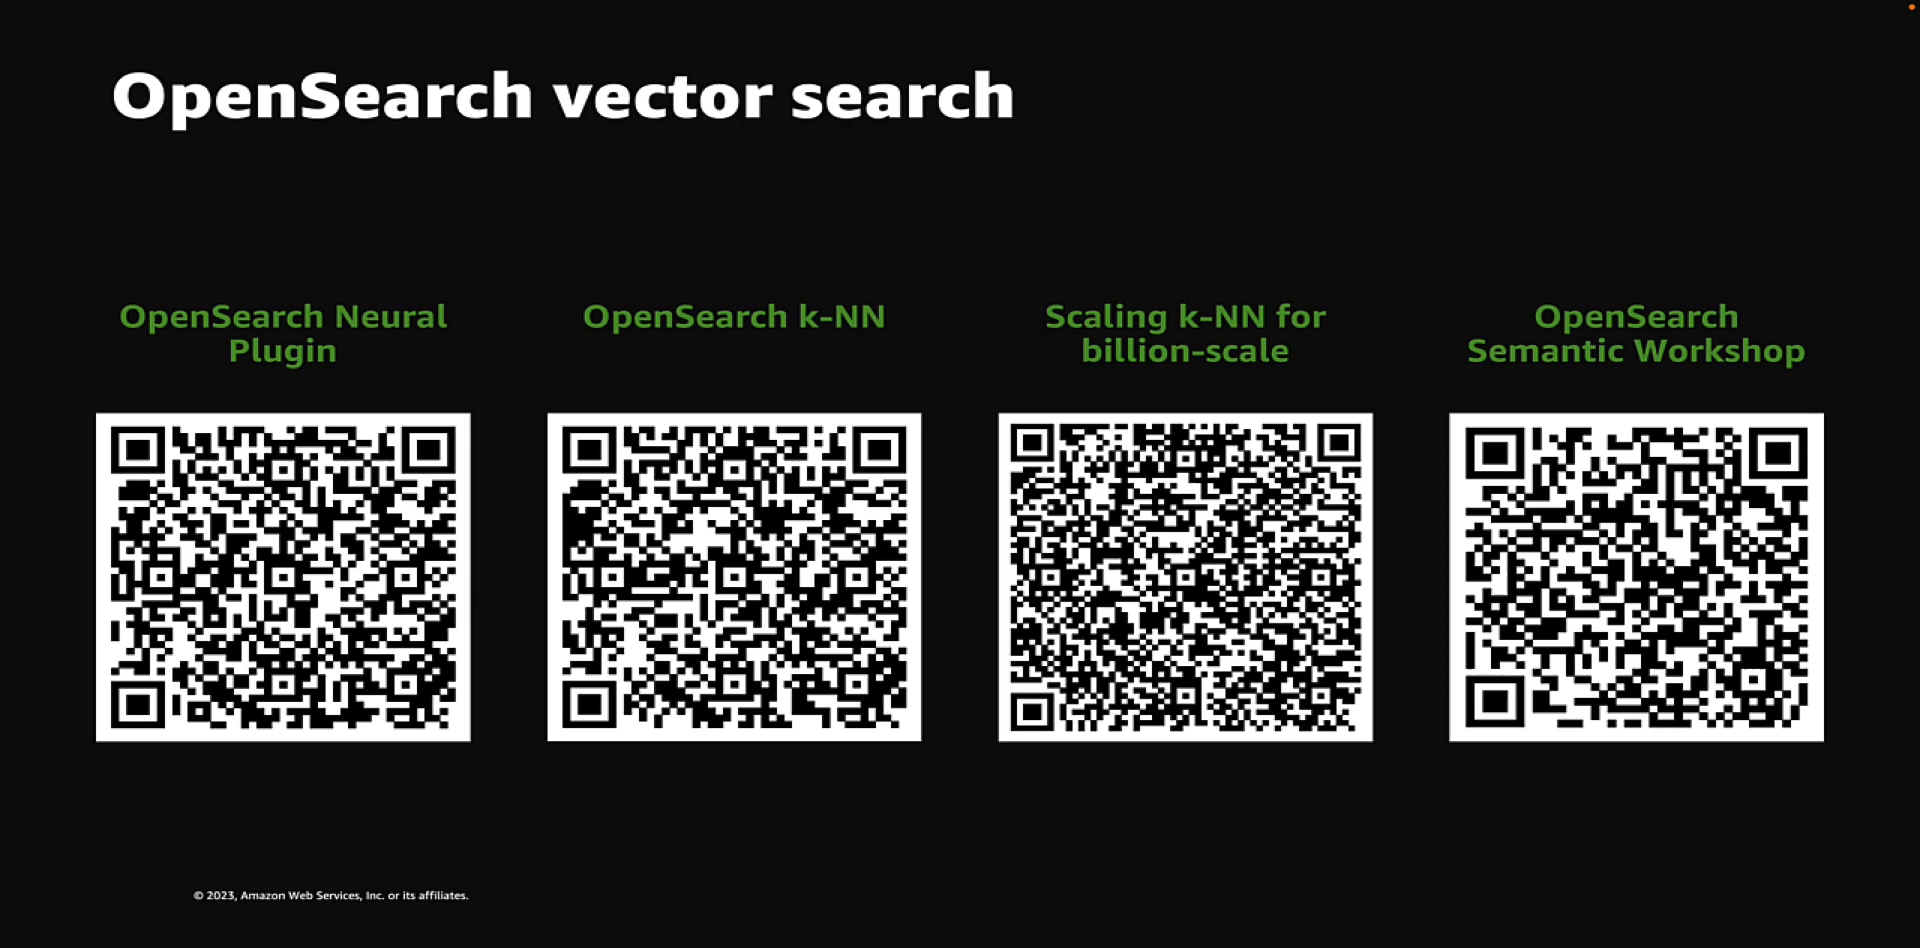 OpenSearch vector search
OpenSearch Neural
Plugin
OpenSearch k-NN
Scaling k-NN for
billion-scale
OpenSearch
Semantic Workshop
© 2023, Amazon Web Services, Inc. or its affiliates.